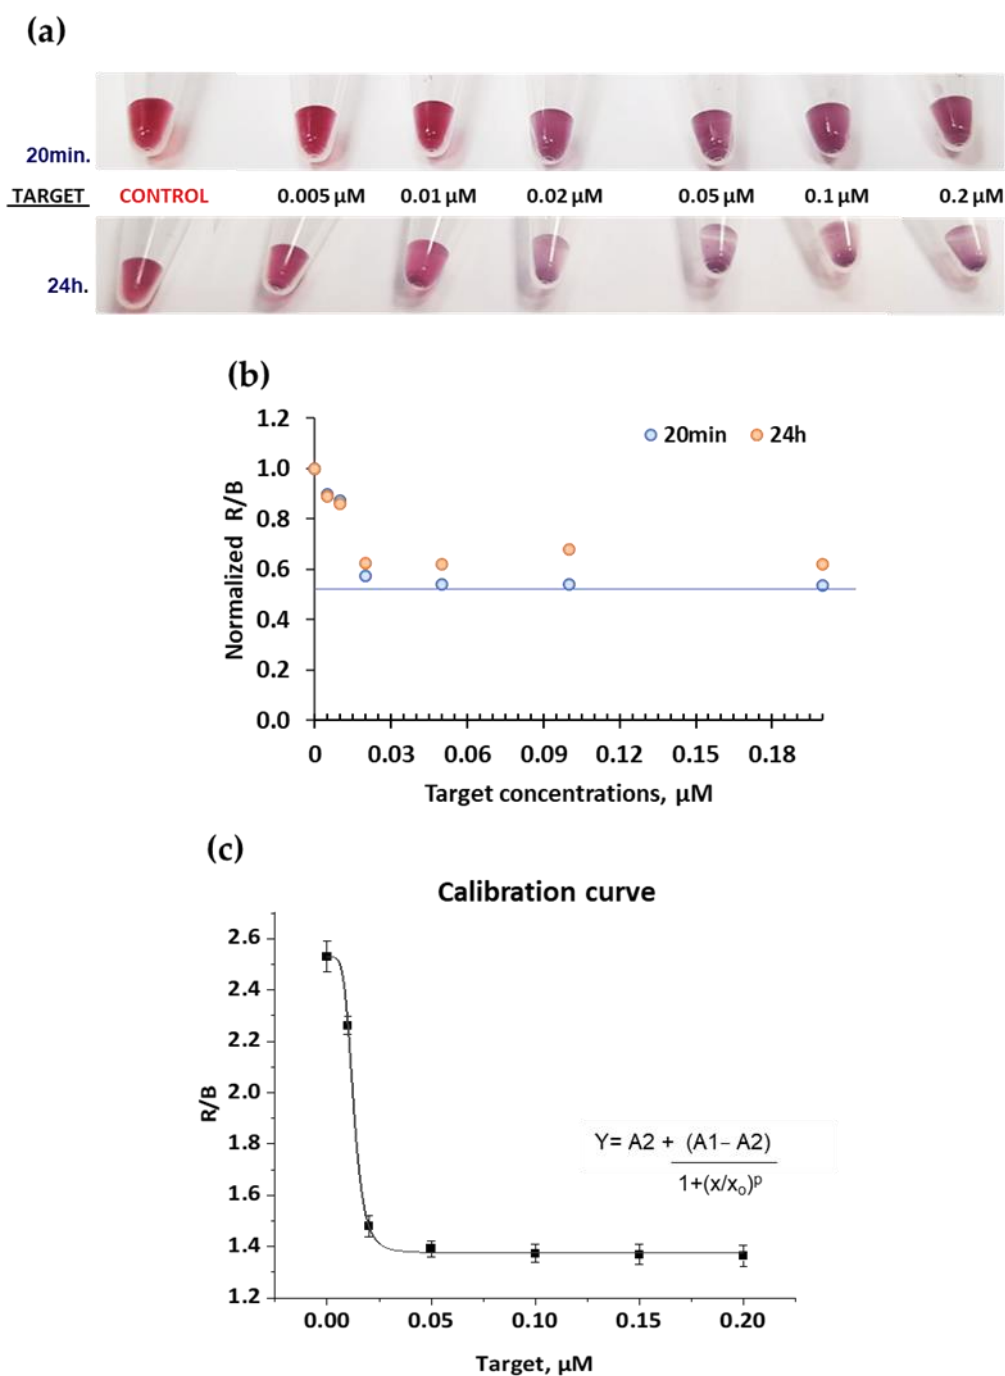 (a)
20min.
TARGET CONTROL 0.005 µM 0.01 µM 0.02 µM 0.05 µM 0.1 µM 0.2 µM
24h.
(b)
1.2
1.0
0.8
0.6
0.4
0.2
0.0
Normalized R/B
20min 24h
0 0.03 0.06 0.09 0.12 0.15 0.18
Target concentrations, µM
(c)
Calibration curve
2.6
2.4
2.2
2.0
1.8
1.6
1.4
1.2
R/B
Y= A2 + (A1− A2)
1+(x/x₀)ᵖ
0.00 0.05 0.10 0.15 0.20
Target, µM